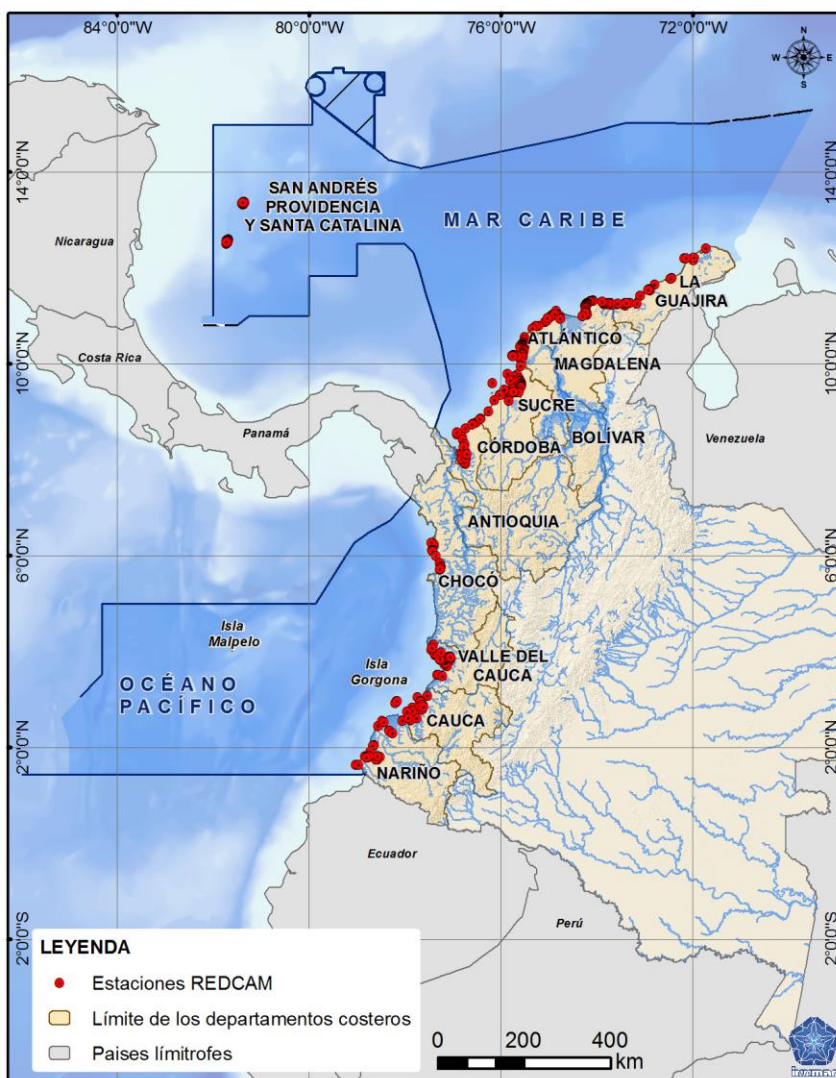 84°0'0"W
80°0'0"W
76°0'0"W
72°0'0"W
N
W
E
S
14°0'0"N
14°0'0"N
SAN ANDRÉS
PROVIDENCIA
Y SANTA CATALINA
MAR CARIBE
Nicaragua
LA
GUAJIRA
ATLÁNTICO
10°0'0"N
10°0'0"N
Costa Rica
MAGDALENA
SUCRE
Panamá
BOLÍVAR
Venezuela
CÓRDOBA
ANTIOQUIA
6°0'0"N
6°0'0"N
CHOCÓ
Isla
Malpelo
VALLE DEL
CAUCA
Isla
Gorgona
OCÉANO
PACÍFICO
CAUCA
2°0'0"N
2°0'0"N
NARIÑO
Ecuador
Perú
2°0'0"S
2°0'0"S
LEYENDA
Estaciones REDCAM
Límite de los departamentos costeros
Paises límitrofes
0 200 400
km
invemar